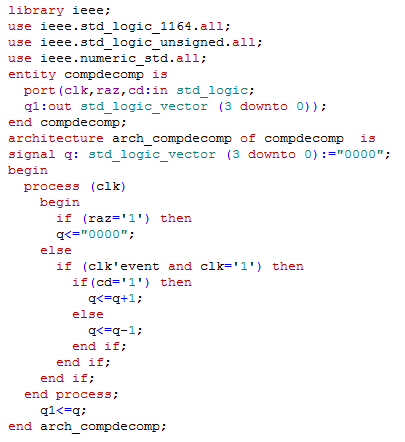 library ieee;
use ieee.std_logic_1164.all;
use ieee.std_logic_unsigned.all;
use ieee.numeric_std.all;
entity compdecomp is
  port(clk,raz,cd:in std_logic;
  q1:out std_logic_vector (3 downto 0));
end compdecomp;
architecture arch_compdecomp of compdecomp  is
signal q: std_logic_vector (3 downto 0):="0000";
begin
  process (clk)
    begin
      if (raz='1') then
      q<="0000";
    else
      if (clk'event and clk='1') then
        if(cd='1') then
          q<=q+1;
        else
          q<=q-1;
        end if;
      end if;
    end if;
  end process;
    q1<=q;
end arch_compdecomp;